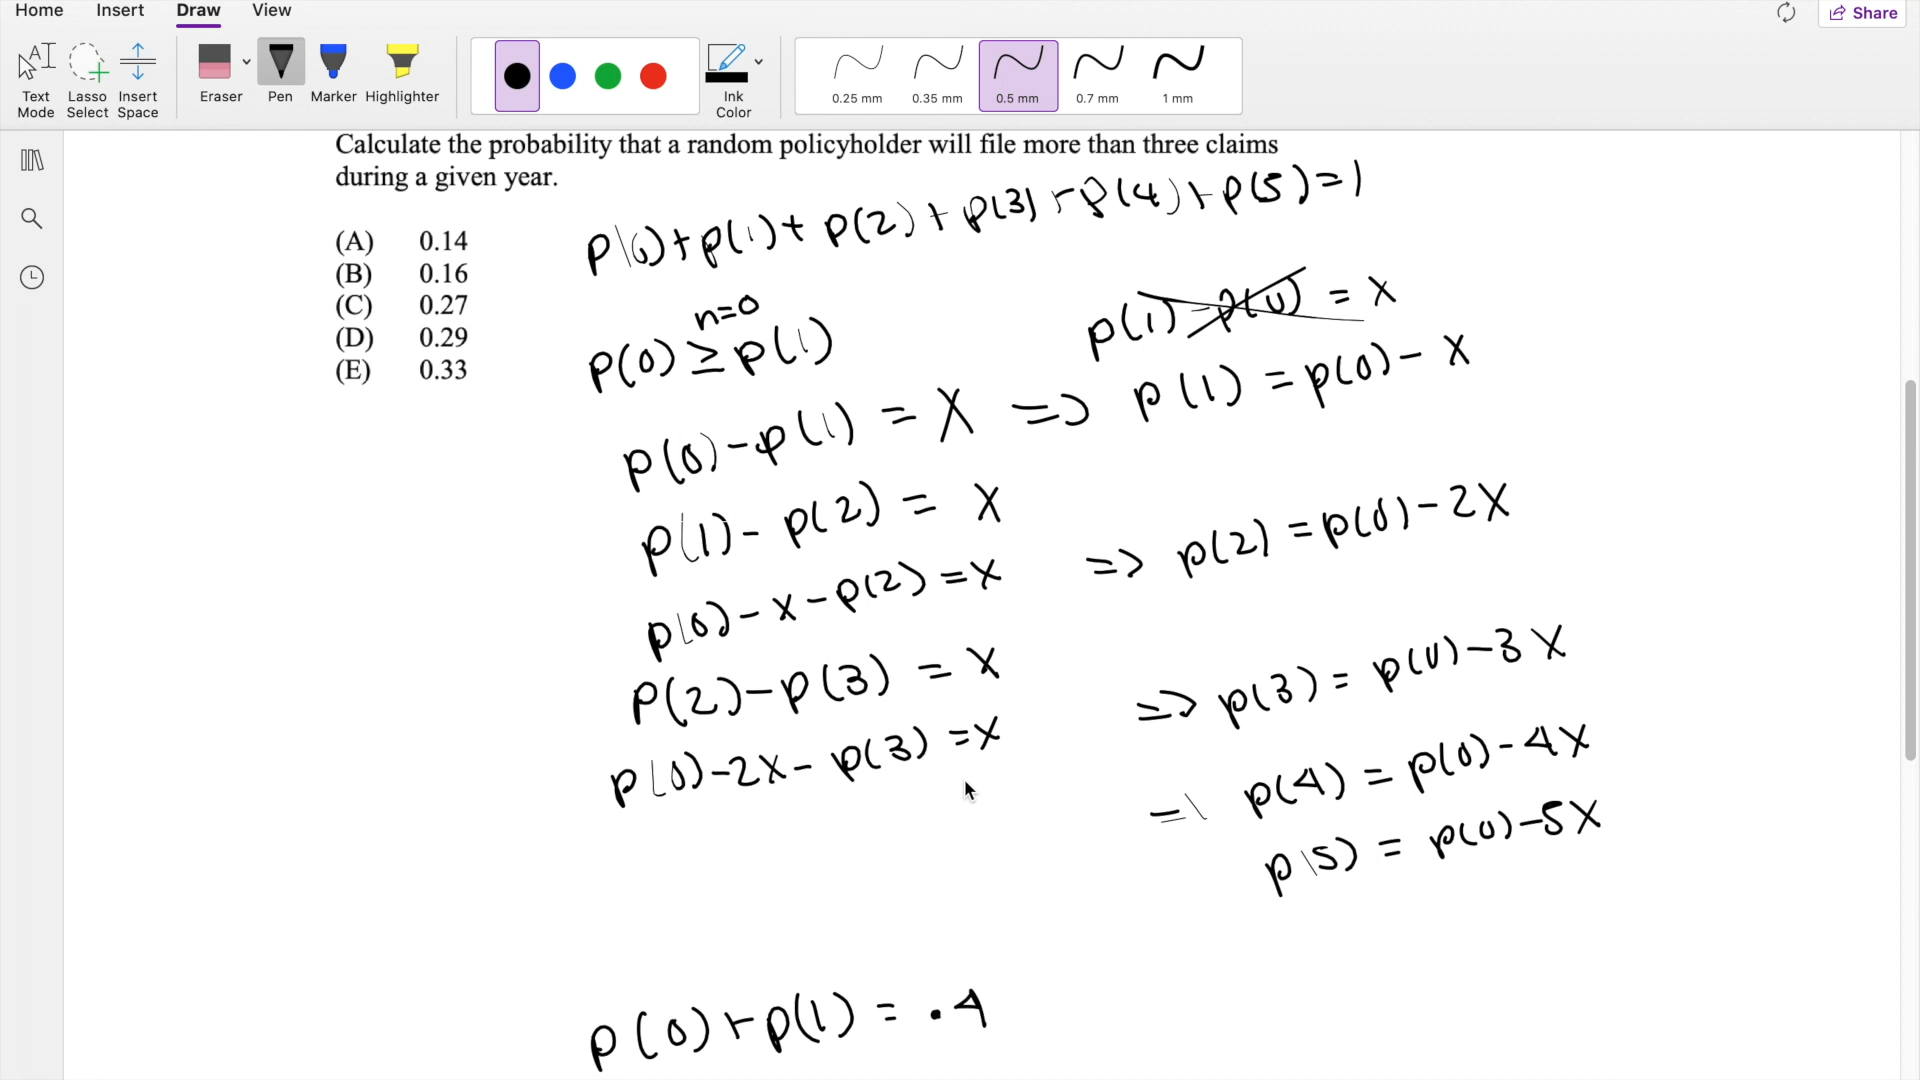 Home Insert Draw View Share
Text Mode Lasso Select Insert Space Eraser Pen Marker Highlighter Ink Color 0.25 mm 0.35 mm 0.5 mm 0.7 mm 1 mm
Calculate the probability that a random policyholder will file more than three claims
during a given year.
p(0)+p(1)+p(2)+p(3)+p(4)+p(5)=1
(A) 0.14
(B) 0.16
(C) 0.27
(D) 0.29
(E) 0.33
n=0
p(0) ≥ p(1)
p(1) - p(0) = x
p(0)-p(1) = X => p(1) = p(0) - X
p(1) - p(2) = X
p(0) - x - p(2) = x => p(2) = p(0) - 2X
p(2) - p(3) = x
p(0)-2x - p(3) = x => p(3) = p(0)-3X
p(4) = p(0)-4X
p(5) = p(0)-5X
p(0)+p(1) = .4